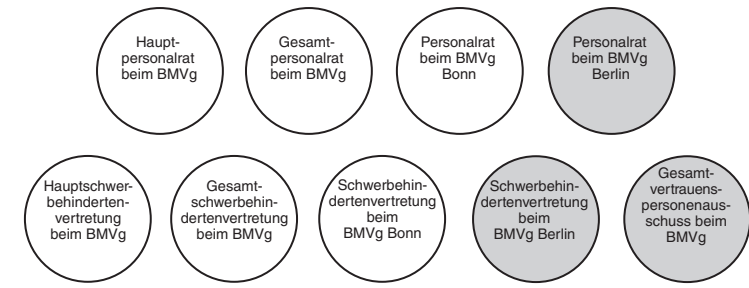 Haupt-
personalrat
beim BMVg
Gesamt-
personalrat
beim BMVg
Personalrat
beim BMVg
Bonn
Personalrat
beim BMVg
Berlin
Hauptschwer-
behinderten-
vertretung
beim BMVg
Gesamt-
schwerbehin-
dertenvertretung
beim BMVg
Schwerbehin-
dertenvertretung
beim
BMVg Bonn
Schwerbehin-
dertenvertretung
beim
BMVg Berlin
Gesamt-
vertrauens-
personenaus-
schuss beim
BMVg